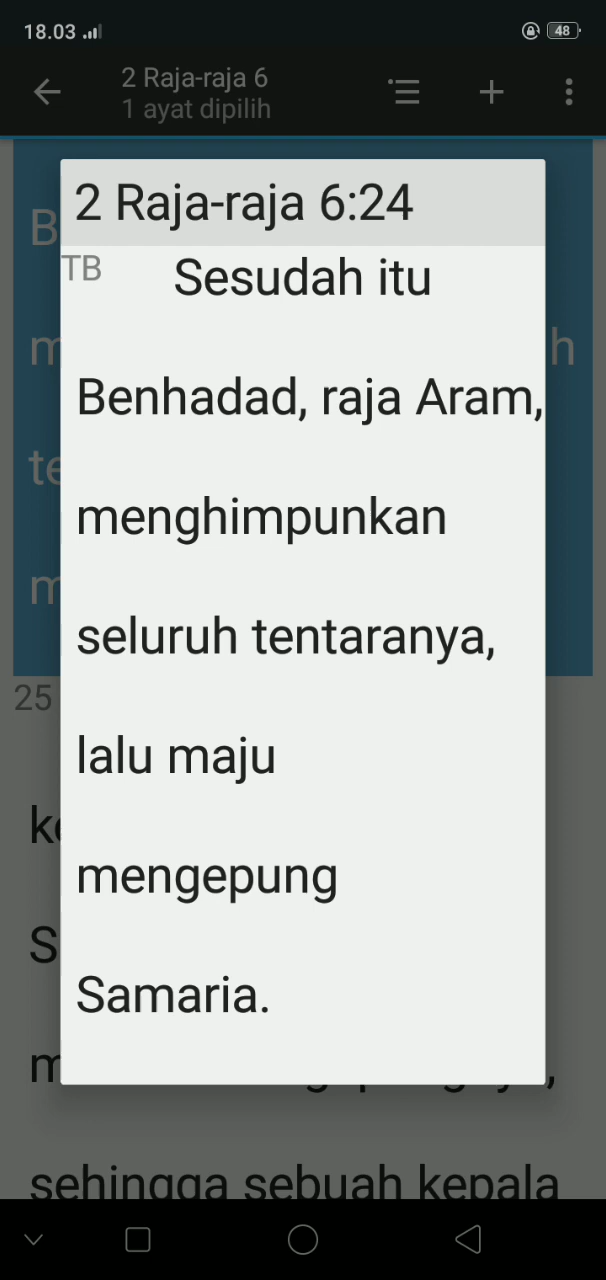 18.03
48
2 Raja-raja 6
1 ayat dipilih
2 Raja-raja 6:24
TB Sesudah itu
Benhadad, raja Aram,
menghimpunkan
seluruh tentaranya,
lalu maju
mengepung
Samaria.
25
sehingga sebuah kepala